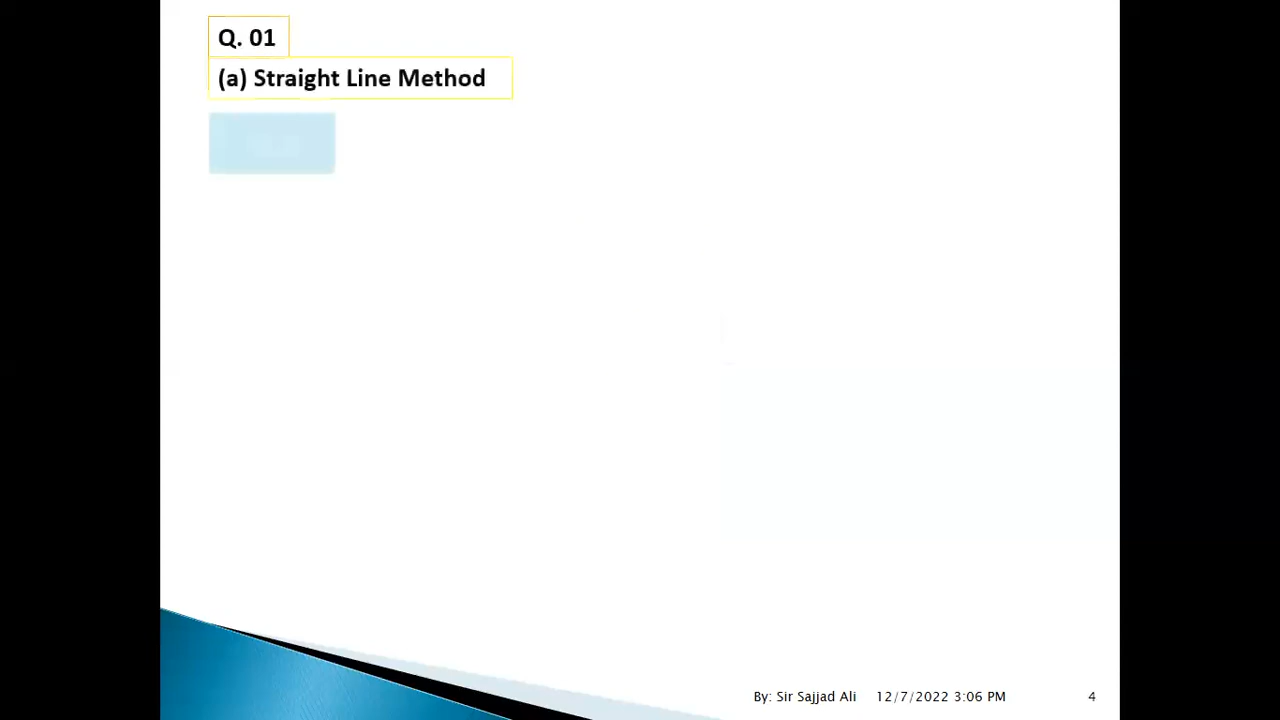 Q. 01
(a) Straight Line Method
By: Sir Sajjad Ali 12/7/2022 3:06 PM 4